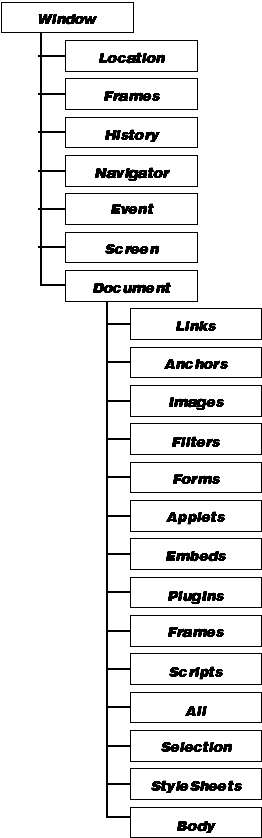 Window
Location
Frames
History
Navigator
Event
Screen
Document
Links
Anchors
Images
Filters
Forms
Applets
Embeds
Plugins
Frames
Scripts
All
Selection
StyleSheets
Body